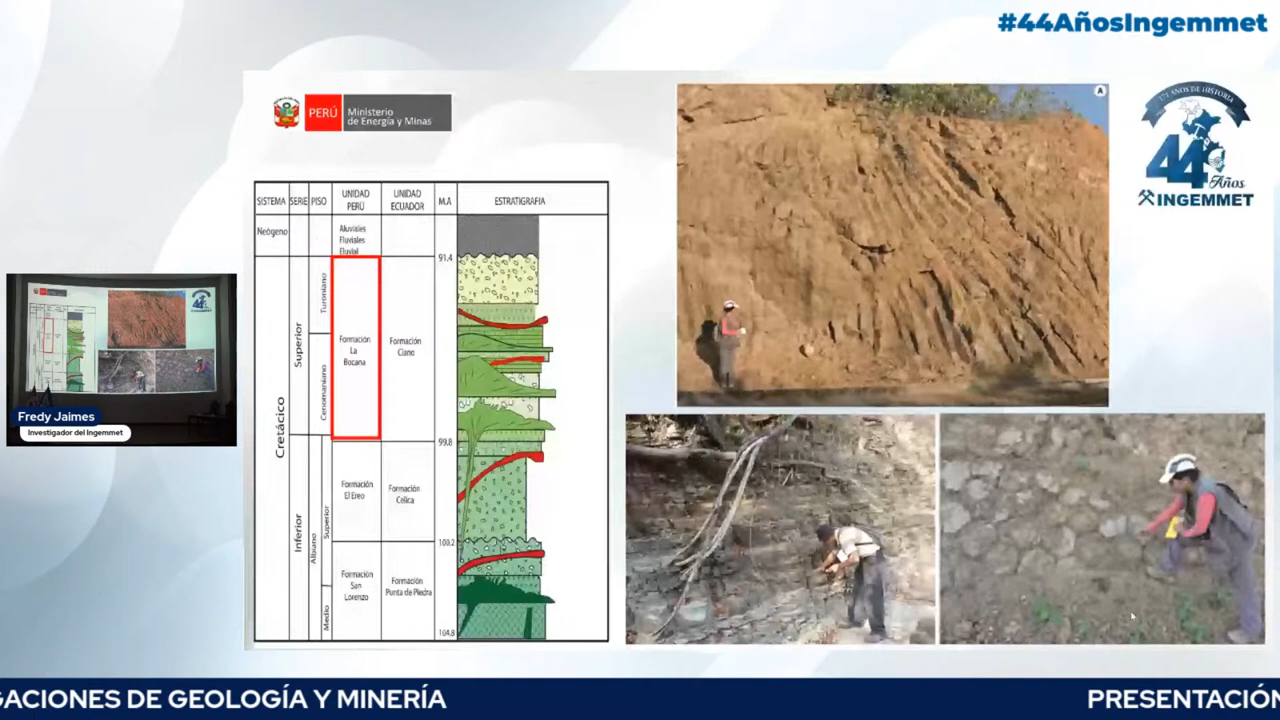 #44AñosIngemmet
PERÚ
Ministerio
de Energía y Minas
A
171 AÑOS DE HISTORIA
44
Años
INGEMMET
SISTEMA
SERIE
PISO
UNIDAD
PERÚ
UNIDAD
ECUADOR
M.A
ESTRATIGRAFIA
Neógeno
Aluviales
Fluviales
Eluvial
91.4
Cretácico
Superior
Turoniano
Cenomaniano
Formación
La
Bocana
Formación
Ciano
99.8
Inferior
Albiano
Superior
Formación
El Ereo
Formación
Celica
Medio
Formación
San
Lorenzo
Formación
Punta de Piedra
104.8
Fredy Jaimes
Investigador del Ingemmet
GACIONES DE GEOLOGÍA Y MINERÍA
PRESENTACIÓN